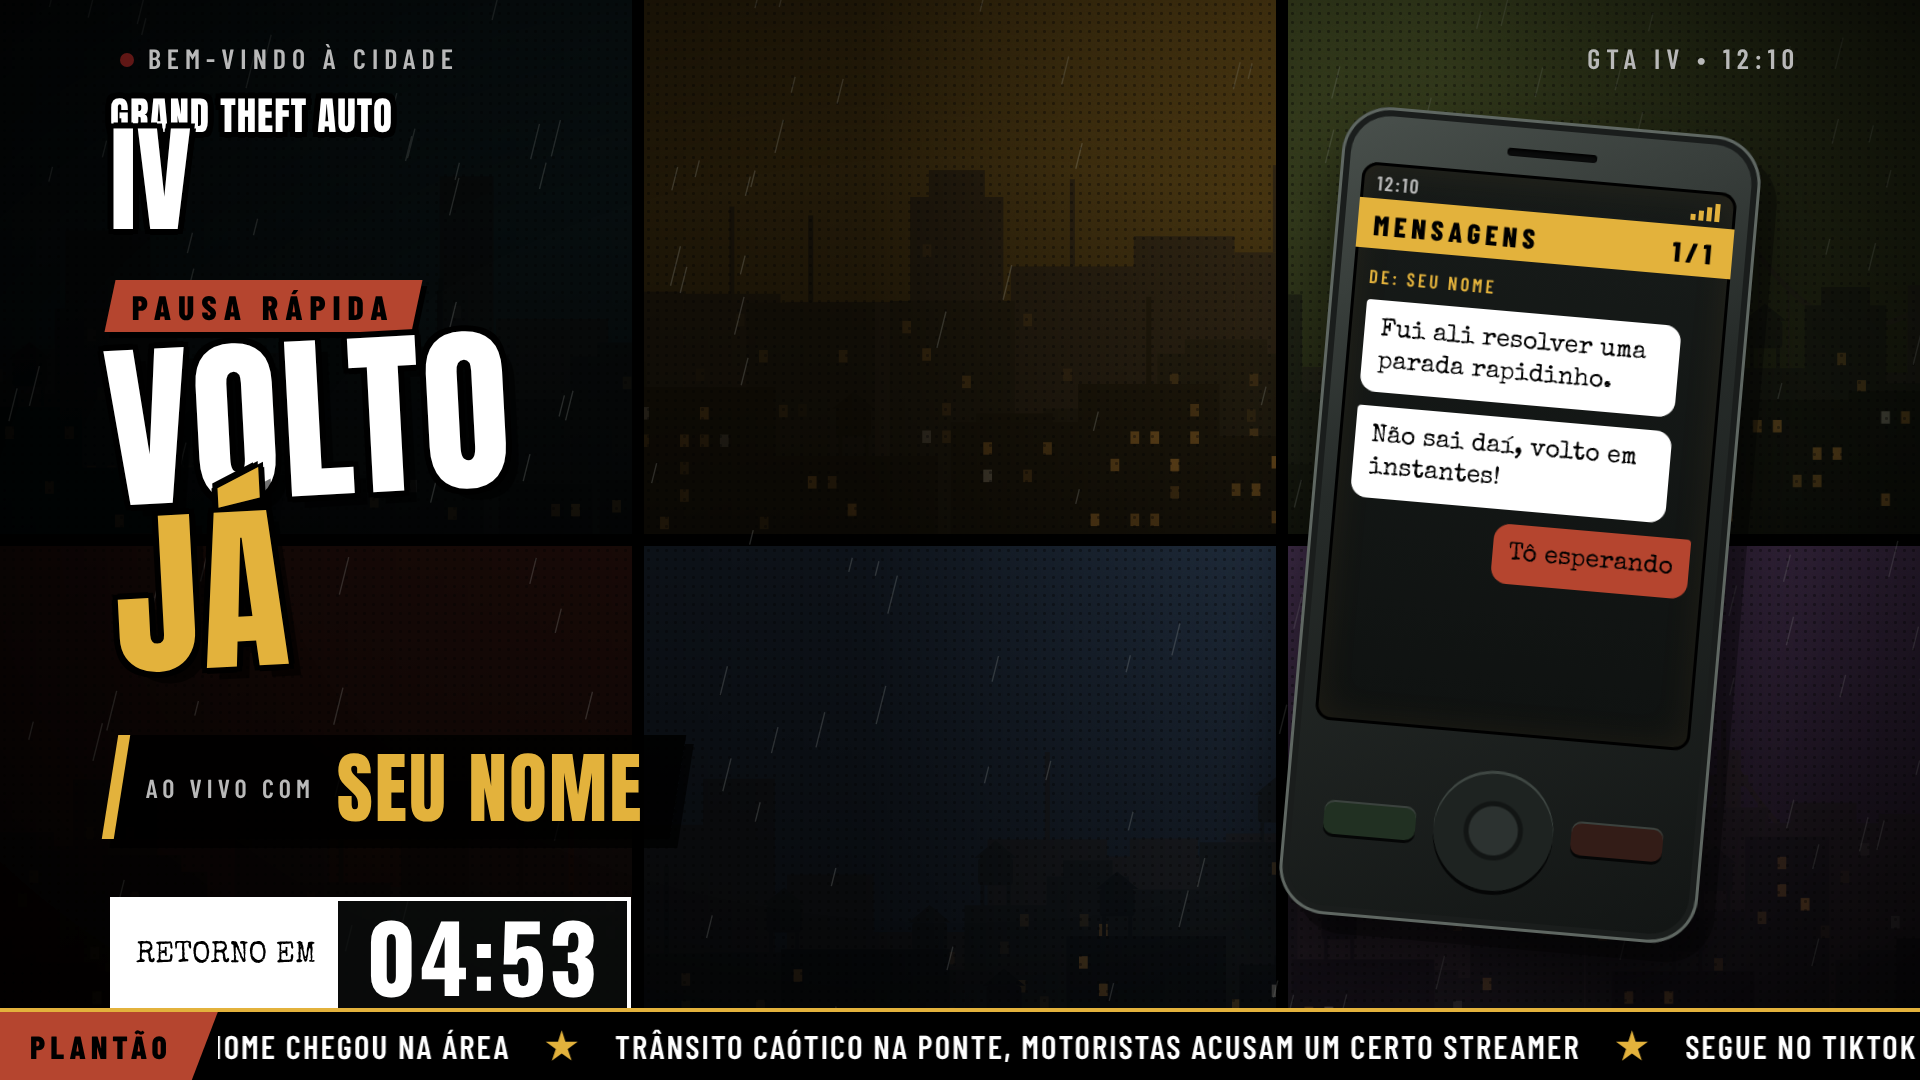 BEM-VINDO À CIDADE
GTA IV • 12:10
GRAND THEFT AUTO
IV
PAUSA RÁPIDA
VOLTO
JÁ
AO VIVO COM SEU NOME
RETORNO EM 04:53
12:10
MENSAGENS 1/1
DE: SEU NOME
Fui ali resolver uma
parada rapidinho.
Não sai daí, volto em
instantes!
Tô esperando
PLANTÃO OME CHEGOU NA ÁREA ★ TRÂNSITO CAÓTICO NA PONTE, MOTORISTAS ACUSAM UM CERTO STREAMER ★ SEGUE NO TIKTOK